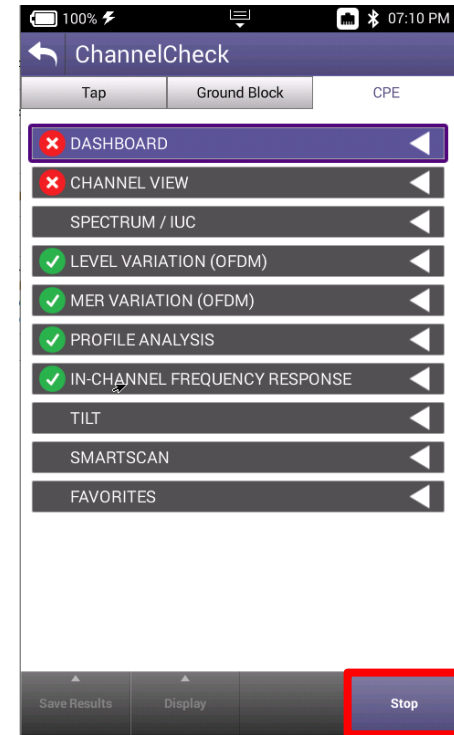 100% 07:10 PM
ChannelCheck
Tap Ground Block CPE
DASHBOARD
CHANNEL VIEW
SPECTRUM / IUC
LEVEL VARIATION (OFDM)
MER VARIATION (OFDM)
PROFILE ANALYSIS
IN-CHANNEL FREQUENCY RESPONSE
TILT
SMARTSCAN
FAVORITES
Save Results Display Stop